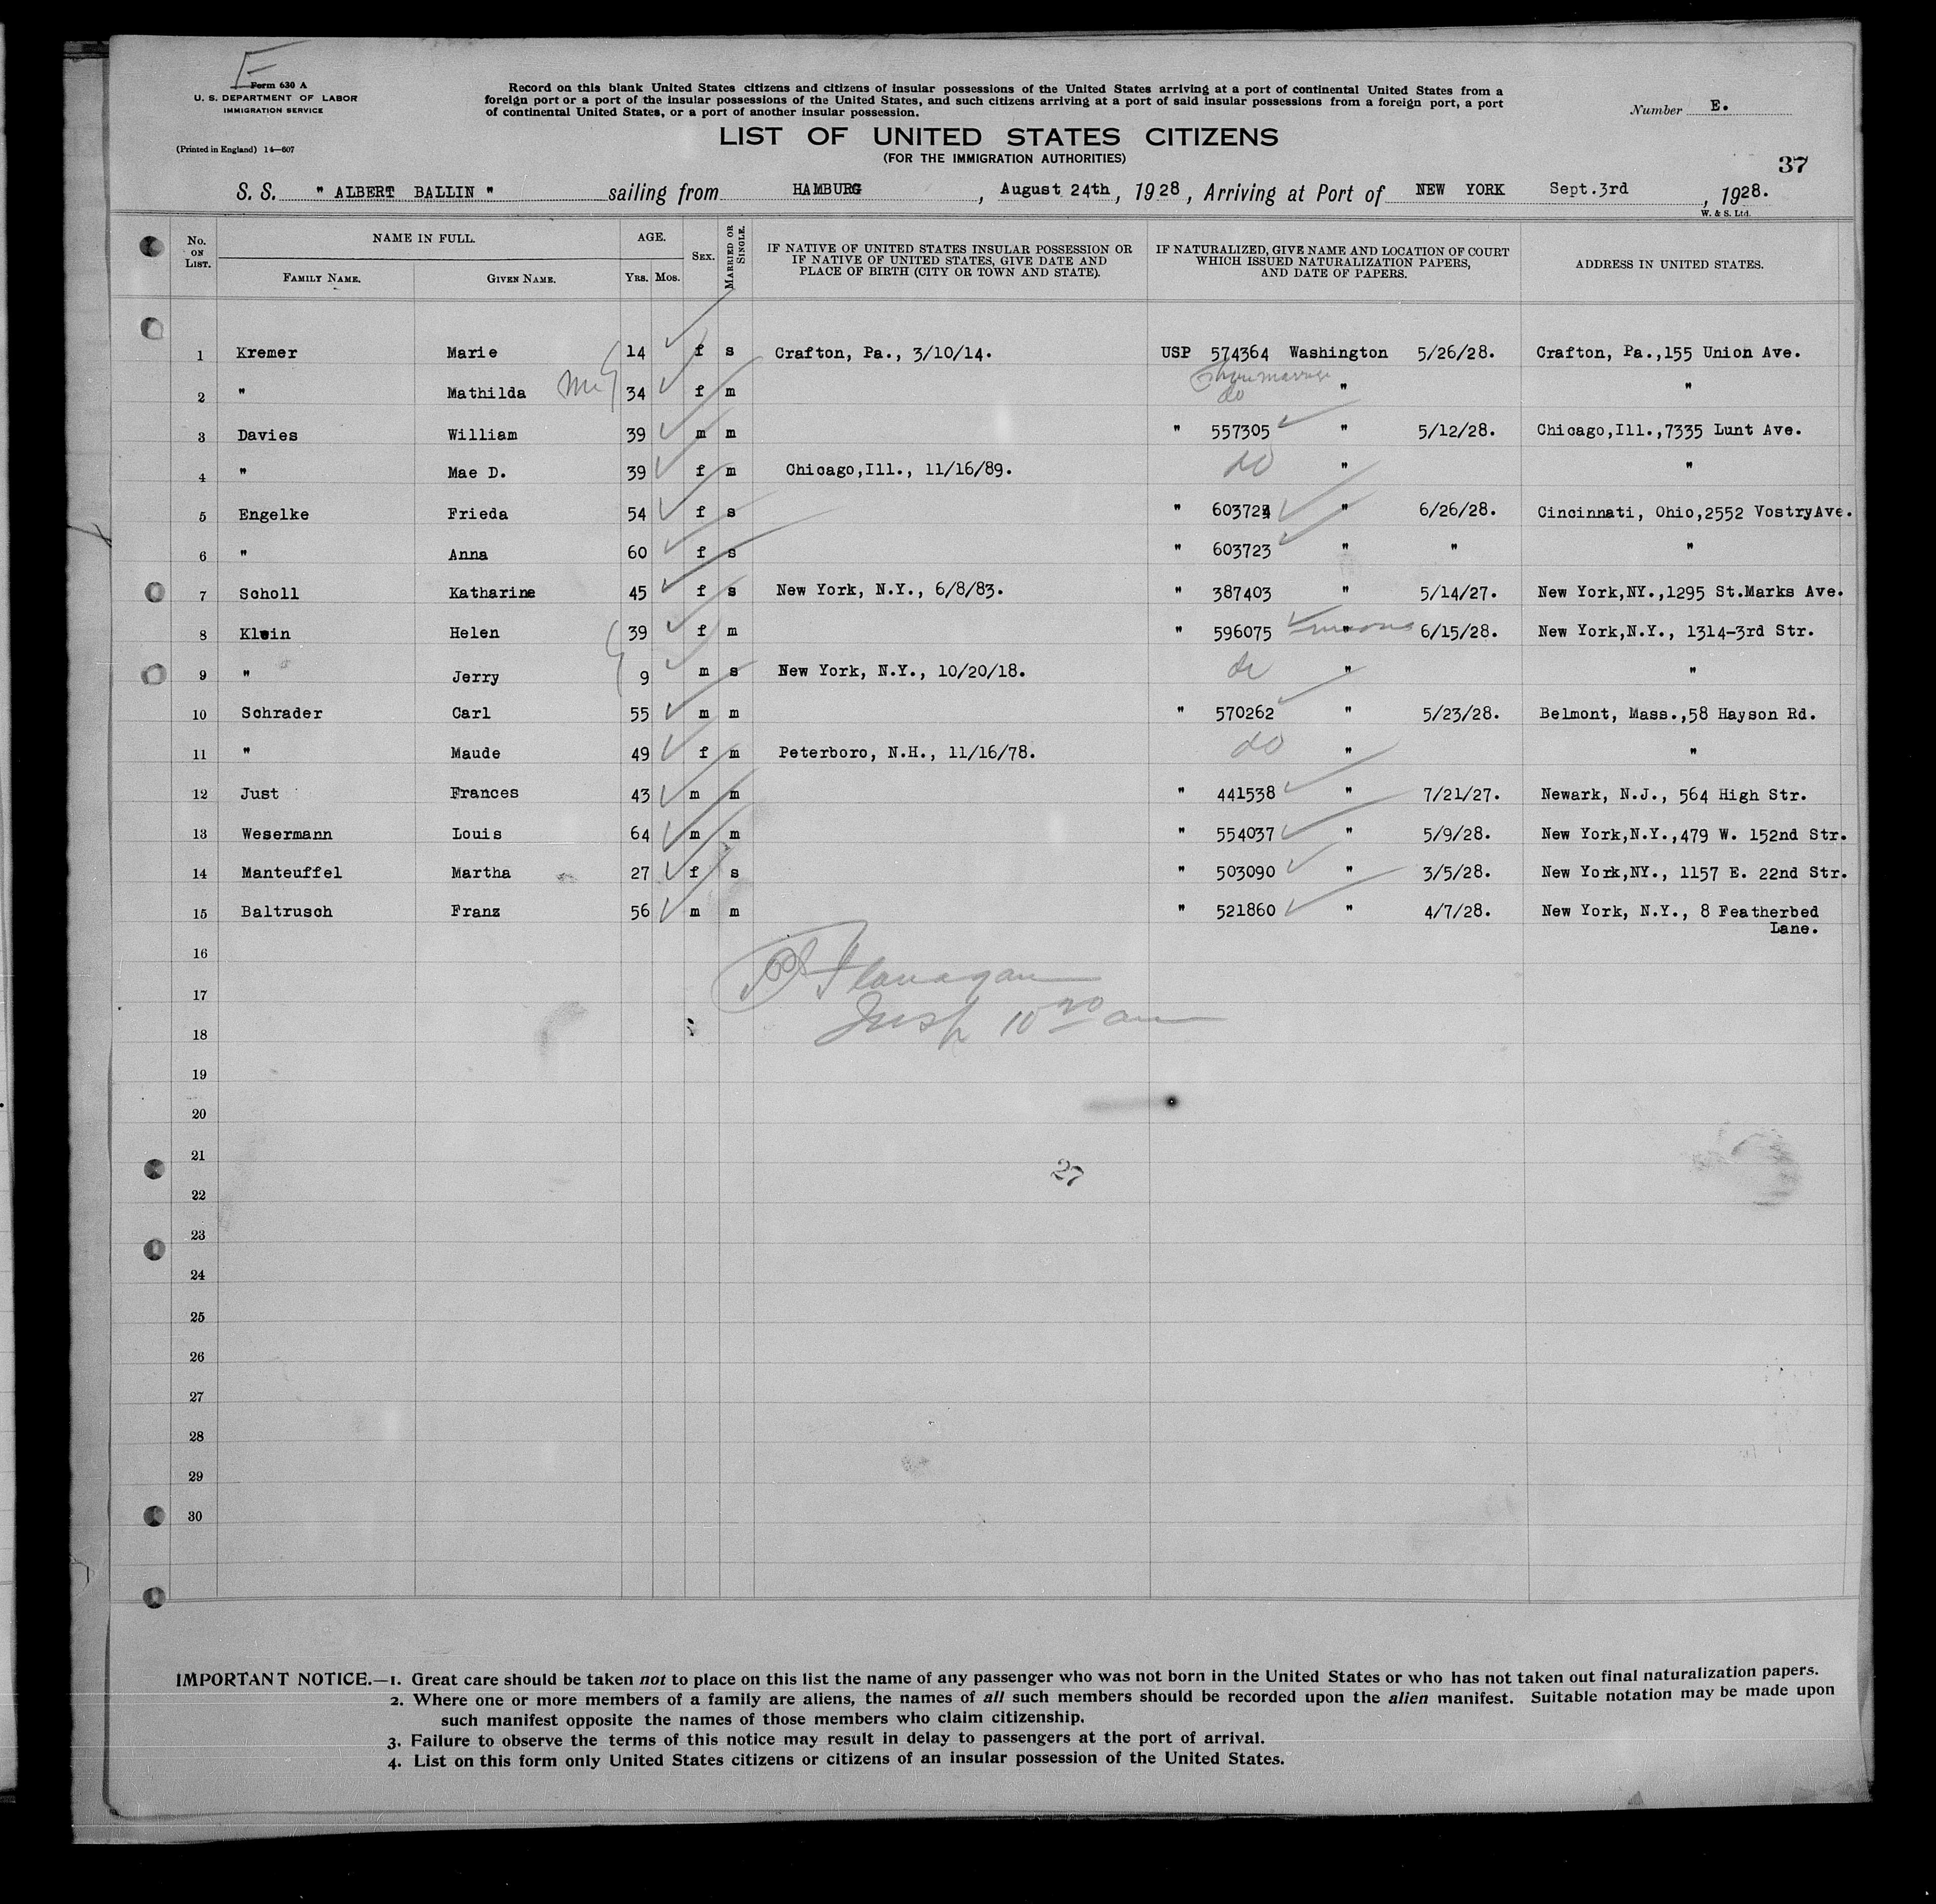 E
Form 630 A
U. S. DEPARTMENT OF LABOR
IMMIGRATION SERVICE
(Printed in England) 14—607
Record on this blank United States citizens and citizens of insular possessions of the United States arriving at a port of continental United States from a
foreign port or a port of the insular possessions of the United States, and such citizens arriving at a port of said insular possessions from a foreign port, a port
of continental United States, or a port of another insular possession.
Number E.
LIST OF UNITED STATES CITIZENS
(FOR THE IMMIGRATION AUTHORITIES)
37
S. S. " ALBERT BALLIN " sailing from HAMBURG, August 24th, 1928, Arriving at Port of NEW YORK Sept.3rd, 1928.
W. & S. Ltd.
No. ON LIST. NAME IN FULL. AGE. SEX. MARRIED OR SINGLE. IF NATIVE OF UNITED STATES INSULAR POSSESSION OR IF NATIVE OF UNITED STATES, GIVE DATE AND PLACE OF BIRTH (CITY OR TOWN AND STATE). IF NATURALIZED, GIVE NAME AND LOCATION OF COURT WHICH ISSUED NATURALIZATION PAPERS, AND DATE OF PAPERS. ADDRESS IN UNITED STATES.
FAMILY NAME. GIVEN NAME. YRS. MOS.
1 Kremer Marie 14 f s Crafton, Pa., 3/10/14. USP 574364 Washington 5/26/28. Crafton, Pa.,155 Union Ave.
2 " Mathilda 34 f m do " "
3 Davies William 39 m m " 557305 " 5/12/28. Chicago,Ill.,7335 Lunt Ave.
4 " Mae D. 39 f m Chicago,Ill., 11/16/89. do " "
5 Engelke Frieda 54 f s " 603724 " 6/26/28. Cincinnati, Ohio,2552 VostryAve.
6 " Anna 60 f s " 603723 " " "
7 Scholl Katharine 45 f s New York, N.Y., 6/8/83. " 387403 " 5/14/27. New York,NY.,1295 St.Marks Ave.
8 Klein Helen 39 f m " 596075 " 6/15/28. New York,N.Y., 1314-3rd Str.
9 " Jerry 9 m s New York, N.Y., 10/20/18. do " "
10 Schrader Carl 55 m m " 570262 " 5/23/28. Belmont, Mass.,58 Hayson Rd.
11 " Maude 49 f m Peterboro, N.H., 11/16/78. do " "
12 Just Frances 43 m m " 441538 " 7/21/27. Newark, N.J., 564 High Str.
13 Wesermann Louis 64 m m " 554037 " 5/9/28. New York,N.Y.,479 W. 152nd Str.
14 Manteuffel Martha 27 f s " 503090 " 3/5/28. New York,NY., 1157 E. 22nd Str.
15 Baltrusch Franz 56 m m " 521860 " 4/7/28. New York, N.Y., 8 Featherbed
Lane.
16
Flanagan
17
Insp 10 20 am
18
19
20
21
27
22
23
24
25
26
27
28
29
30
IMPORTANT NOTICE.—1. Great care should be taken not to place on this list the name of any passenger who was not born in the United States or who has not taken out final naturalization papers.
2. Where one or more members of a family are aliens, the names of all such members should be recorded upon the alien manifest. Suitable notation may be made upon
such manifest opposite the names of those members who claim citizenship.
3. Failure to observe the terms of this notice may result in delay to passengers at the port of arrival.
4. List on this form only United States citizens or citizens of an insular possession of the United States.